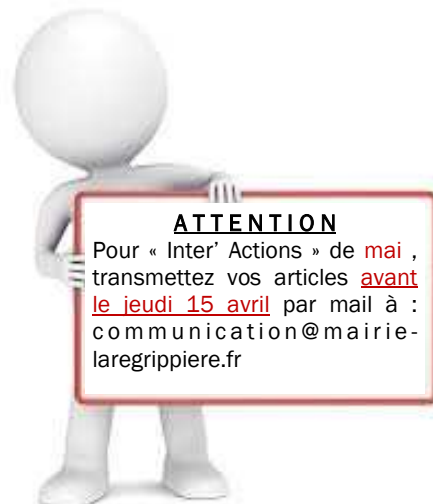 ATTENTION
Pour « Inter’ Actions » de mai ,
transmettez vos articles avant
le jeudi 15 avril par mail à :
communication@mairie-
laregrippiere.fr